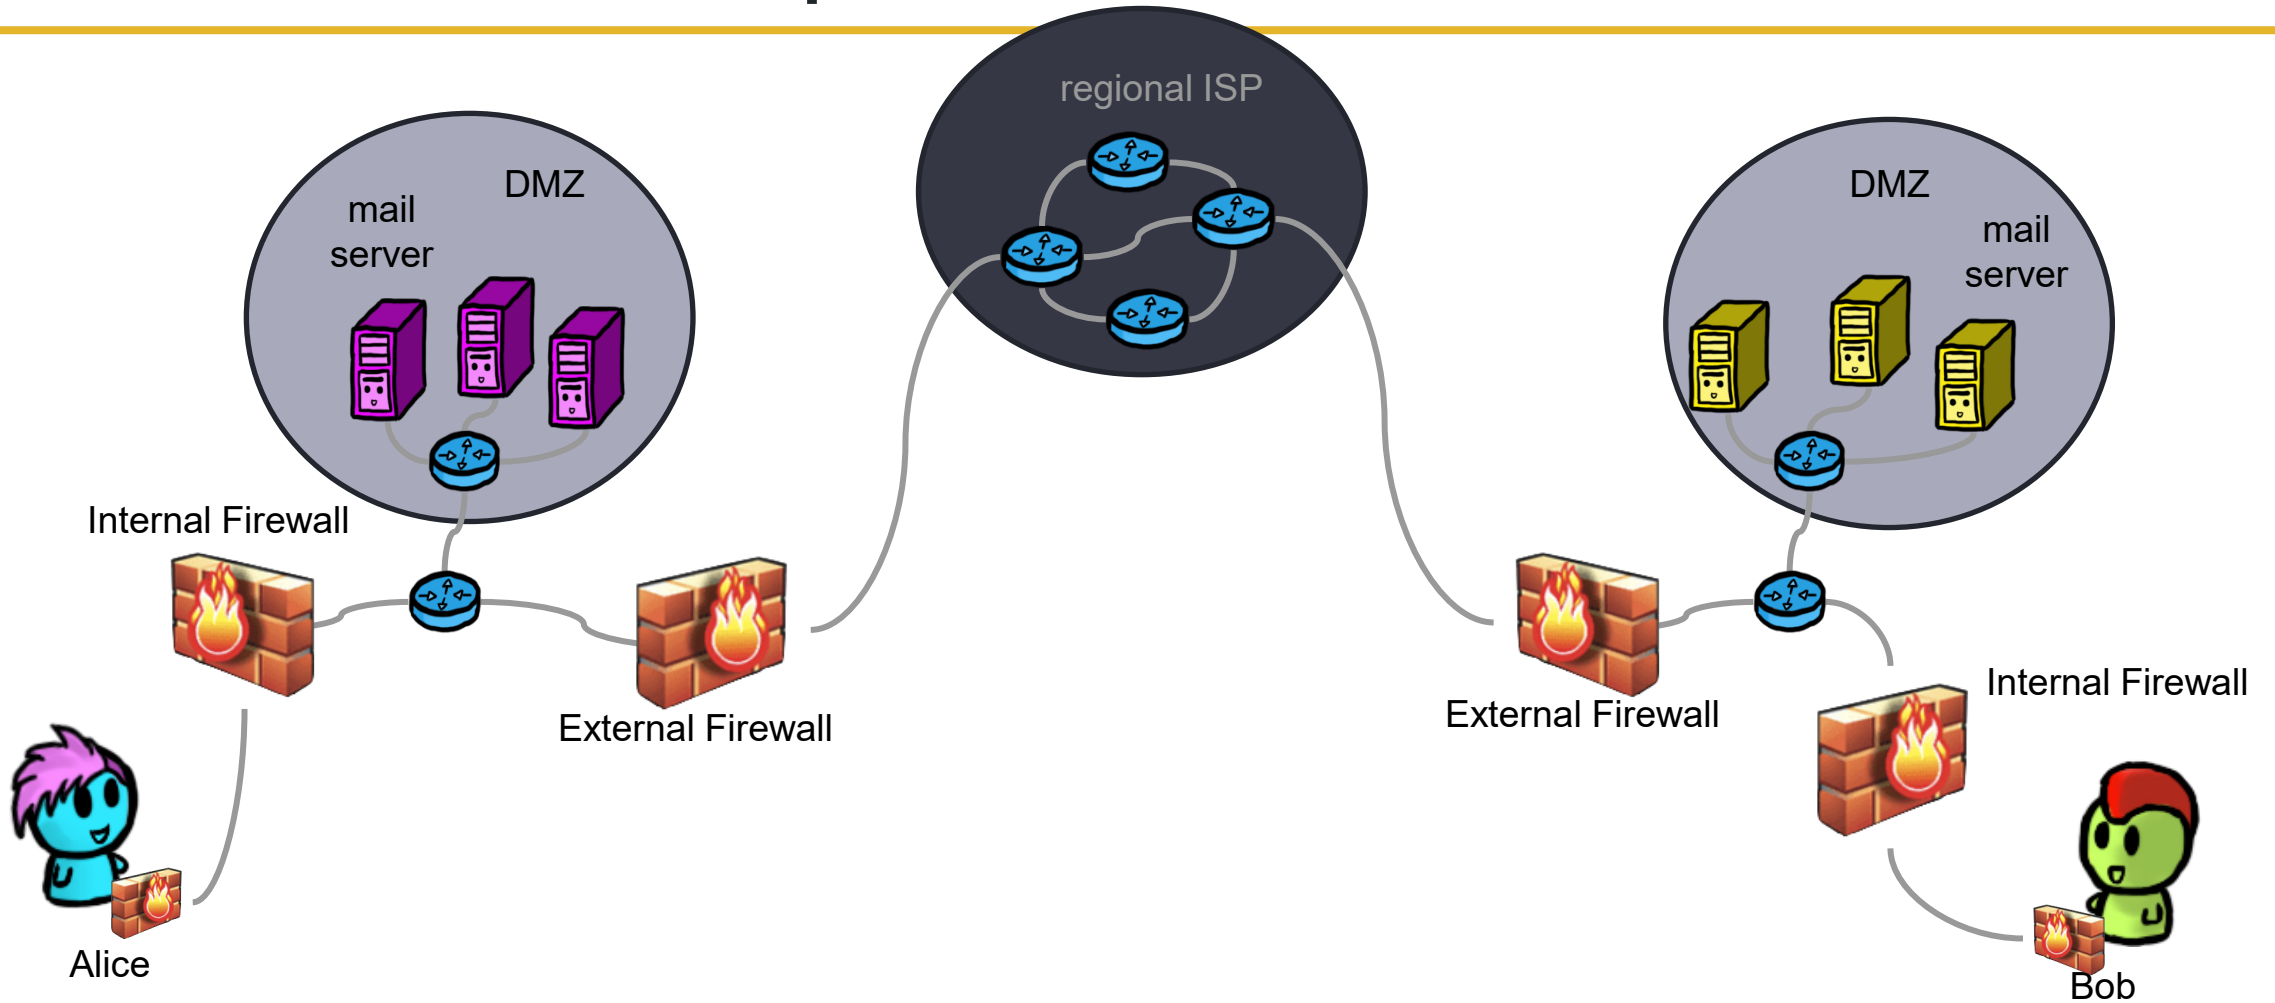 regional ISP
DMZ
mail
server
DMZ
mail
server
Internal Firewall
External Firewall
External Firewall
Internal Firewall
Alice
Bob